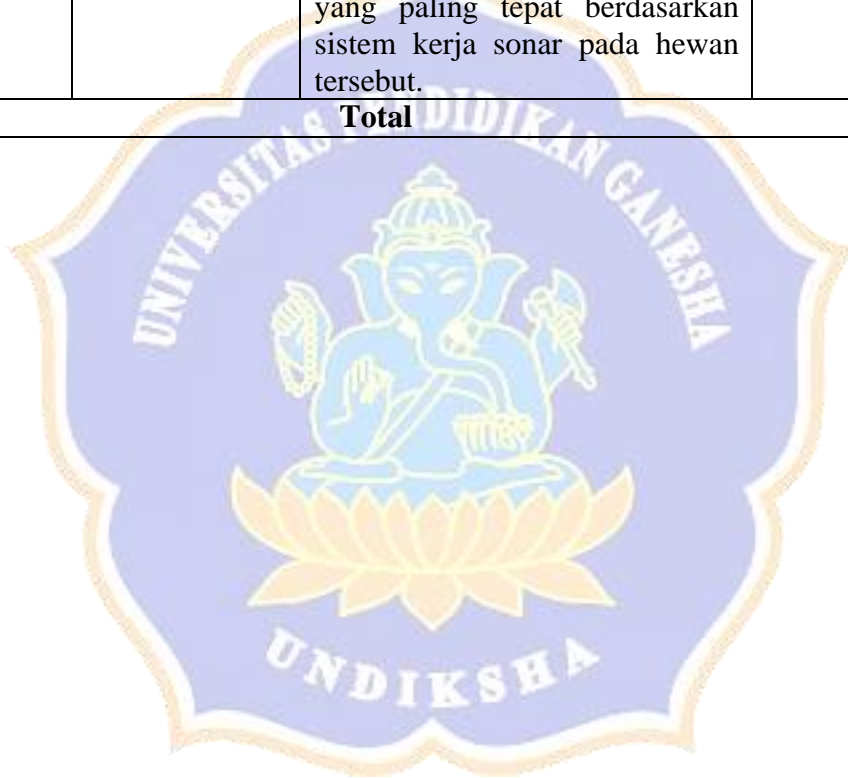 yang paling tepat berdasarkan
sistem kerja sonar pada hewan
tersebut.
Total
UNIVERSITAS PENDIDIKAN GANESHA
UNDIKSHA